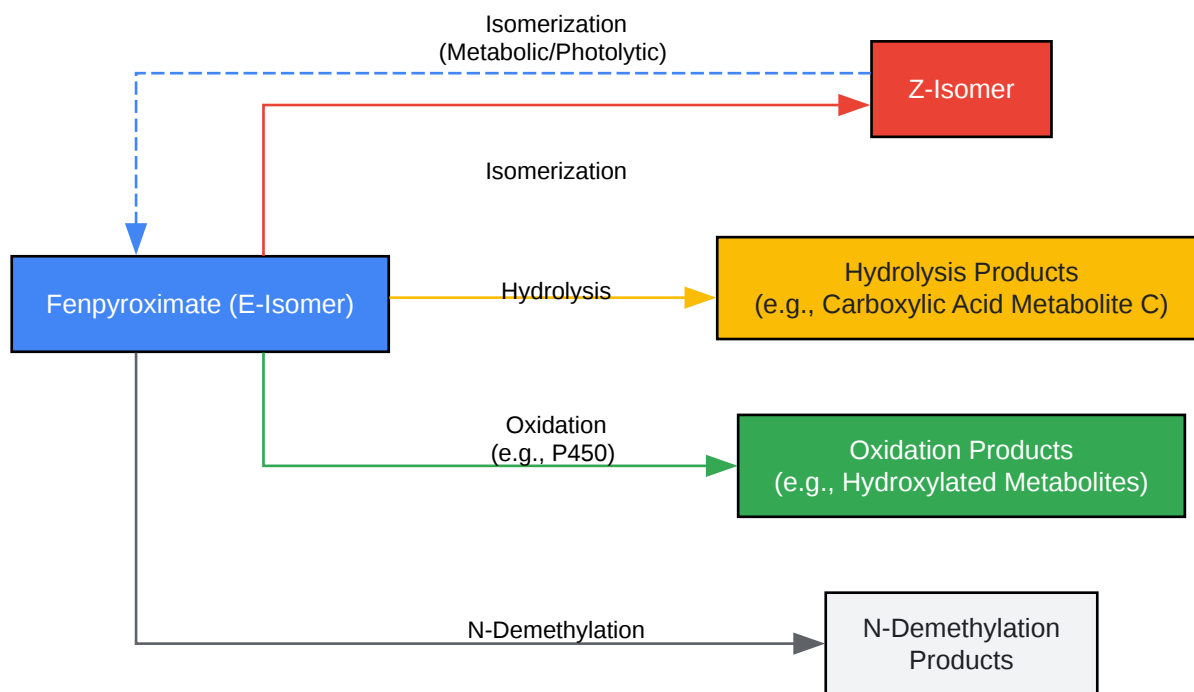 Isomerization
(Metabolic/Photolytic)
Z-Isomer
Isomerization
Fenpyroximate (E-Isomer)
Hydrolysis
Hydrolysis Products
(e.g., Carboxylic Acid Metabolite C)
Oxidation
(e.g., P450)
Oxidation Products
(e.g., Hydroxylated Metabolites)
N-Demethylation
N-Demethylation
Products